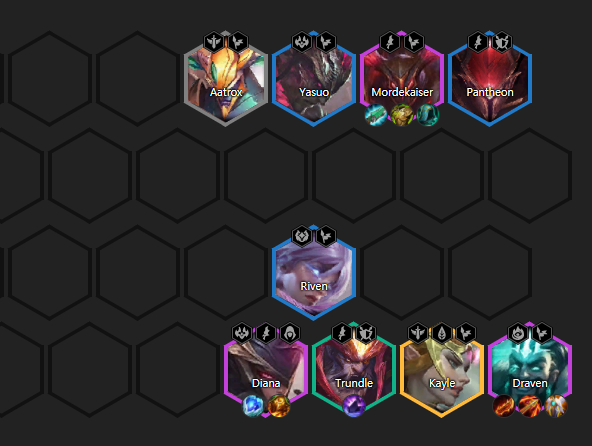 Aatrox
Yasuo
Mordekaiser
Pantheon
Riven
Diana
Trundle
Kayle
Draven